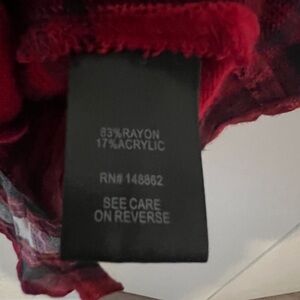 83%RAYON
17%ACRYLIC
RN# 148862
SEE CARE
ON REVERSE